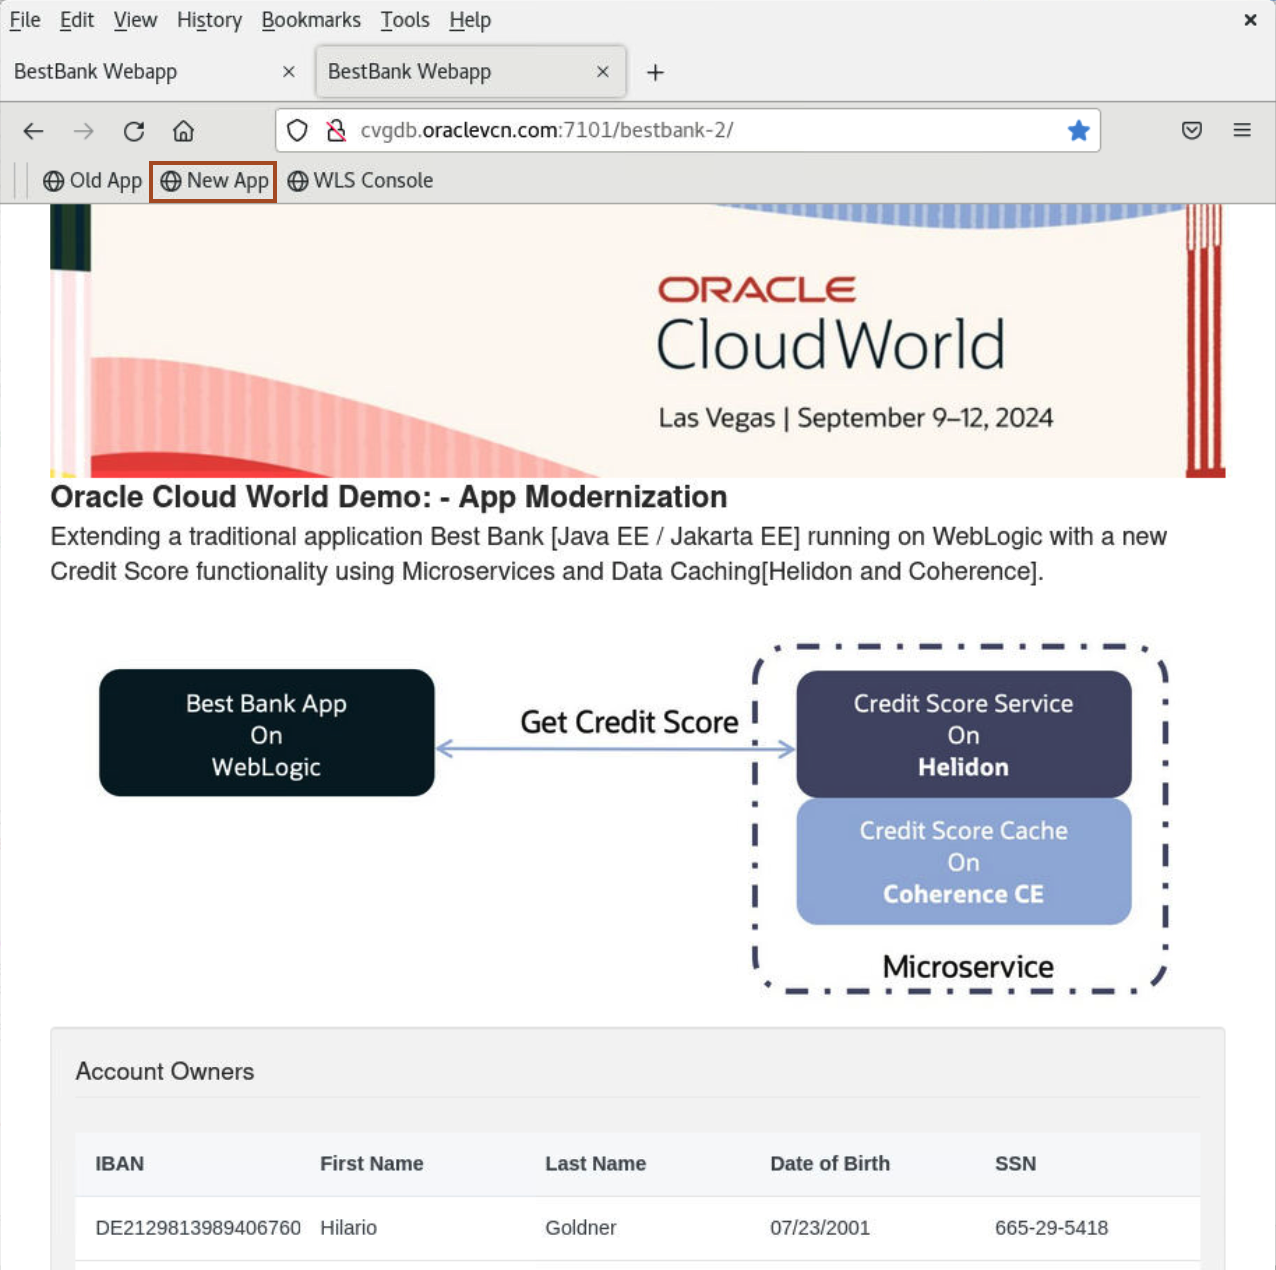 File Edit View History Bookmarks Tools Help
BestBank Webapp
BestBank Webapp
cvgdb.oraclevcn.com:7101/bestbank-2/
Old App New App WLS Console
ORACLE
CloudWorld
Las Vegas | September 9–12, 2024
Oracle Cloud World Demo: - App Modernization
Extending a traditional application Best Bank [Java EE / Jakarta EE] running on WebLogic with a new
Credit Score functionality using Microservices and Data Caching[Helidon and Coherence].
Best Bank App
On
WebLogic
Get Credit Score
Credit Score Service
On
Helidon
Credit Score Cache
On
Coherence CE
Microservice
Account Owners
IBAN First Name Last Name Date of Birth SSN
DE2129813989406760 Hilario Goldner 07/23/2001 665-29-5418